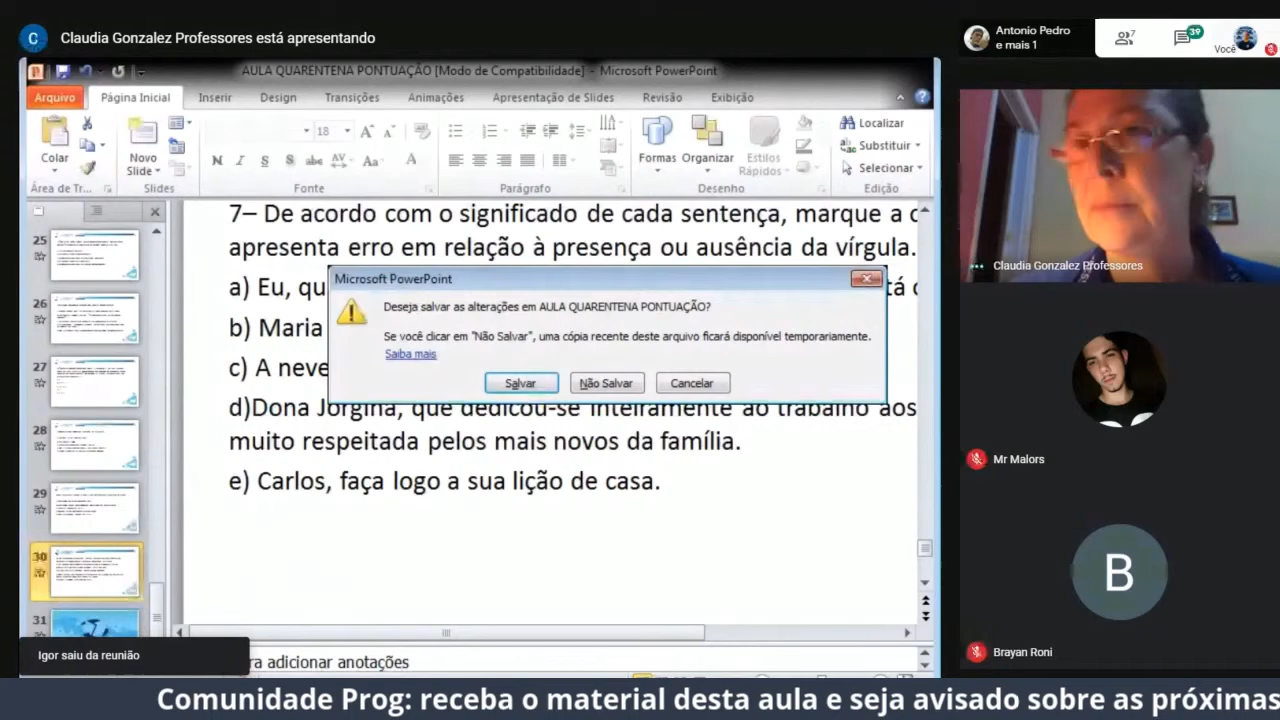 C Claudia Gonzalez Professores está apresentando
Antonio Pedro
e mais 1
7
39
Você
AULA QUARENTENA PONTUAÇÃO [Modo de Compatibilidade] - Microsoft PowerPoint
Arquivo Página Inicial Inserir Design Transições Animações Apresentação de Slides Revisão Exibição
18
Colar
Novo
Slide
Formas Organizar Estilos
Rápidos
Localizar
Substituir
Selecionar
Área de Tr... Slides Fonte Parágrafo Desenho Edição
25
26
27
28
29
30
31
7– De acordo com o significado de cada sentença, marque a
apresenta erro em relação à presença ou ausência da vírgula.
a) Eu,
b) Maria
c) A neve
d)Dona Jorgina, que dedicou-se inteiramente ao trabalho aos
muito respeitada pelos mais novos da família.
e) Carlos, faça logo a sua lição de casa.
Microsoft PowerPoint
Deseja salvar as alterações em AULA QUARENTENA PONTUAÇÃO?
Se você clicar em "Não Salvar", uma cópia recente deste arquivo ficará disponível temporariamente.
Saiba mais
Salvar Não Salvar Cancelar
adicionar anotações
Igor saiu da reunião
Claudia Gonzalez Professores
Mr Malors
B
Brayan Roni
Comunidade Prog: receba o material desta aula e seja avisado sobre as próximas